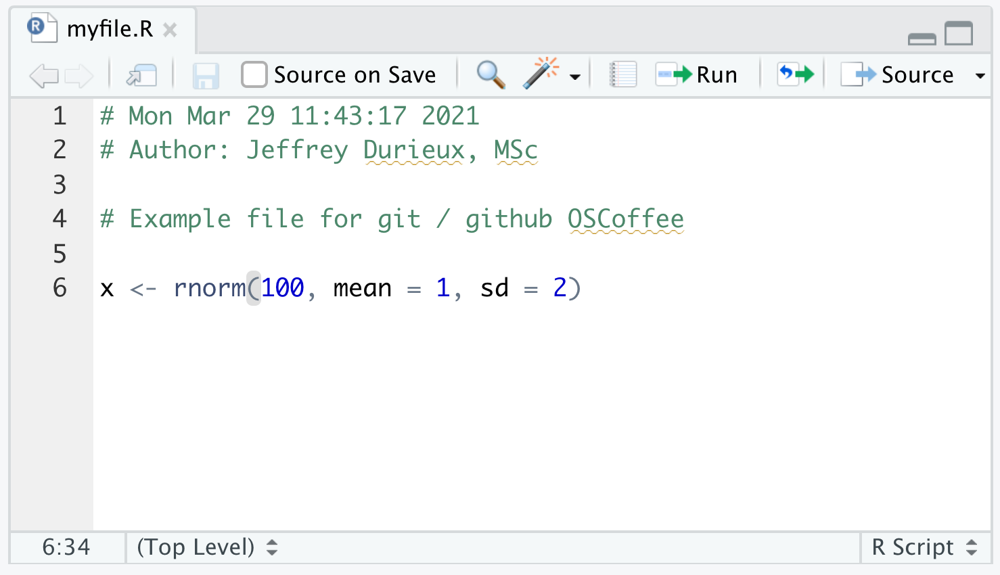 myfile.R
Source on Save Run Source
1 # Mon Mar 29 11:43:17 2021
2 # Author: Jeffrey Durieux, MSc
3
4 # Example file for git / github OSCoffee
5
6 x <- rnorm(100, mean = 1, sd = 2)
6:34 (Top Level) R Script